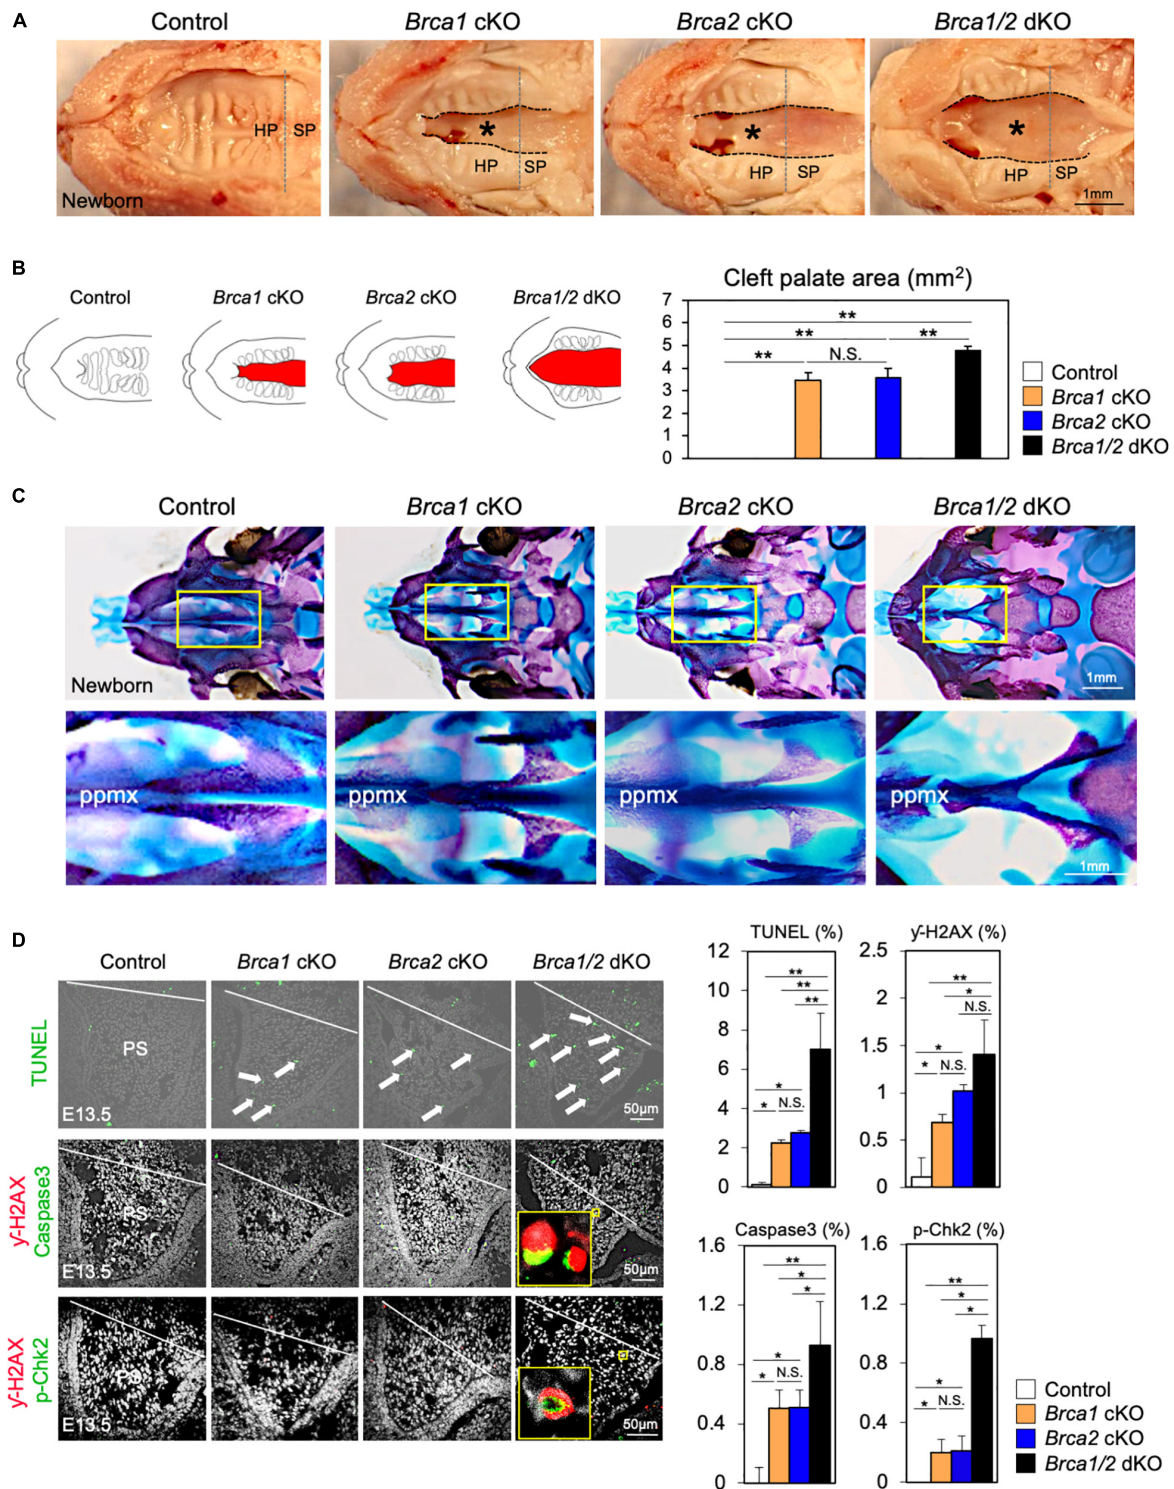 A
Control Brca1 cKO Brca2 cKO Brca1/2 dKO
HP SP
HP SP
HP SP
HP SP
Newborn
1mm
B
Control Brca1 cKO Brca2 cKO Brca1/2 dKO
Cleft palate area (mm2)
7
6
5
4
3
2
1
0
**
** **
** N.S.
Control
Brca1 cKO
Brca2 cKO
Brca1/2 dKO
C
Control Brca1 cKO Brca2 cKO Brca1/2 dKO
Newborn
1mm
ppmx ppmx ppmx ppmx
1mm
D
Control Brca1 cKO Brca2 cKO Brca1/2 dKO
TUNEL
PS
E13.5
50μm
γ-H2AX
Caspase3
PS
E13.5
50μm
γ-H2AX
p-Chk2
PS
E13.5
50μm
TUNEL (%)
12
10
8
6
4
2
0
**
**
**
*
* N.S.
γ-H2AX (%)
2.5
2
1.5
1
0.5
0
**
*
N.S.
*
* N.S.
Caspase3 (%)
1.6
1.2
0.8
0.4
0
**
*
*
*
* N.S.
p-Chk2 (%)
1.6
1.2
0.8
0.4
0
**
*
*
*
* N.S.
Control
Brca1 cKO
Brca2 cKO
Brca1/2 dKO